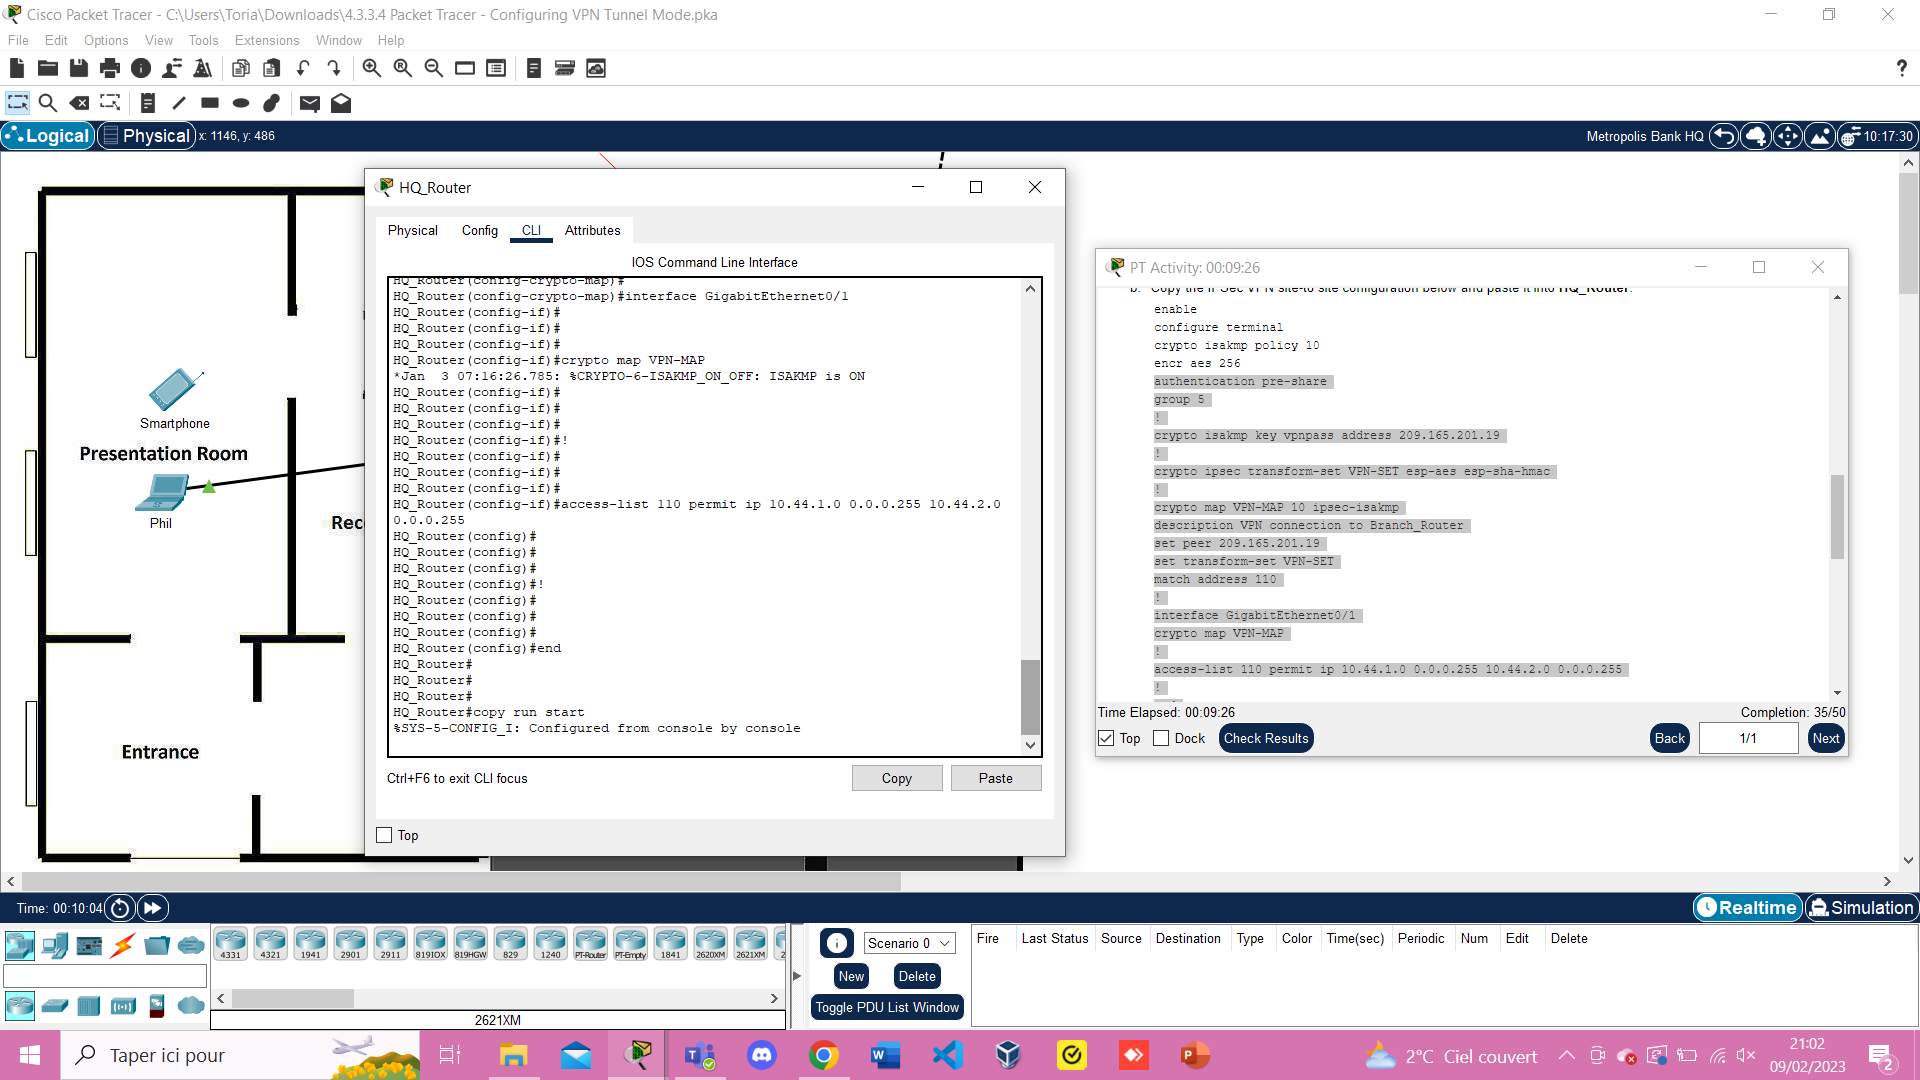 Cisco Packet Tracer - C:\Users\Toria\Downloads\4.3.3.4 Packet Tracer - Configuring VPN Tunnel Mode.pka
File Edit Options View Tools Extensions Window Help
?
Logical Physical x: 1146, y: 486 Metropolis Bank HQ 10:17:30
Smartphone
Presentation Room
Phil
Rec
Entrance
HQ_Router
Physical Config CLI Attributes
IOS Command Line Interface
HQ_Router(config-crypto-map)#
HQ_Router(config-crypto-map)#interface GigabitEthernet0/1
HQ_Router(config-if)#
HQ_Router(config-if)#
HQ_Router(config-if)#
HQ_Router(config-if)#crypto map VPN-MAP
*Jan  3 07:16:26.785: %CRYPTO-6-ISAKMP_ON_OFF: ISAKMP is ON
HQ_Router(config-if)#
HQ_Router(config-if)#
HQ_Router(config-if)#
HQ_Router(config-if)#!
HQ_Router(config-if)#
HQ_Router(config-if)#
HQ_Router(config-if)#
HQ_Router(config-if)#access-list 110 permit ip 10.44.1.0 0.0.0.255 10.44.2.0
0.0.0.255
HQ_Router(config)#
HQ_Router(config)#
HQ_Router(config)#
HQ_Router(config)#!
HQ_Router(config)#
HQ_Router(config)#
HQ_Router(config)#
HQ_Router(config)#end
HQ_Router#
HQ_Router#
HQ_Router#
HQ_Router#copy run start
%SYS-5-CONFIG_I: Configured from console by console
Ctrl+F6 to exit CLI focus Copy Paste
Top
PT Activity: 00:09:26
b. Copy the IPSec VPN site-to site configuration below and paste it into HQ_Router.
enable
configure terminal
crypto isakmp policy 10
encr aes 256
authentication pre-share
group 5
!
crypto isakmp key vpnpass address 209.165.201.19
!
crypto ipsec transform-set VPN-SET esp-aes esp-sha-hmac
!
crypto map VPN-MAP 10 ipsec-isakmp
description VPN connection to Branch_Router
set peer 209.165.201.19
set transform-set VPN-SET
match address 110
!
interface GigabitEthernet0/1
crypto map VPN-MAP
!
access-list 110 permit ip 10.44.1.0 0.0.0.255 10.44.2.0 0.0.0.255
!
Time Elapsed: 00:09:26 Completion: 35/50
Top Dock Check Results Back 1/1 Next
Time: 00:10:04 Realtime Simulation
4331 4321 1941 2901 2911 819IOX 819HGW 829 1240 PT-Router PT-Empty 1841 2620XM 2621XM 2
2621XM
Scenario 0
New Delete
Toggle PDU List Window
Fire Last Status Source Destination Type Color Time(sec) Periodic Num Edit Delete
Taper ici pour
2°C Ciel couvert
21:02
09/02/2023
2